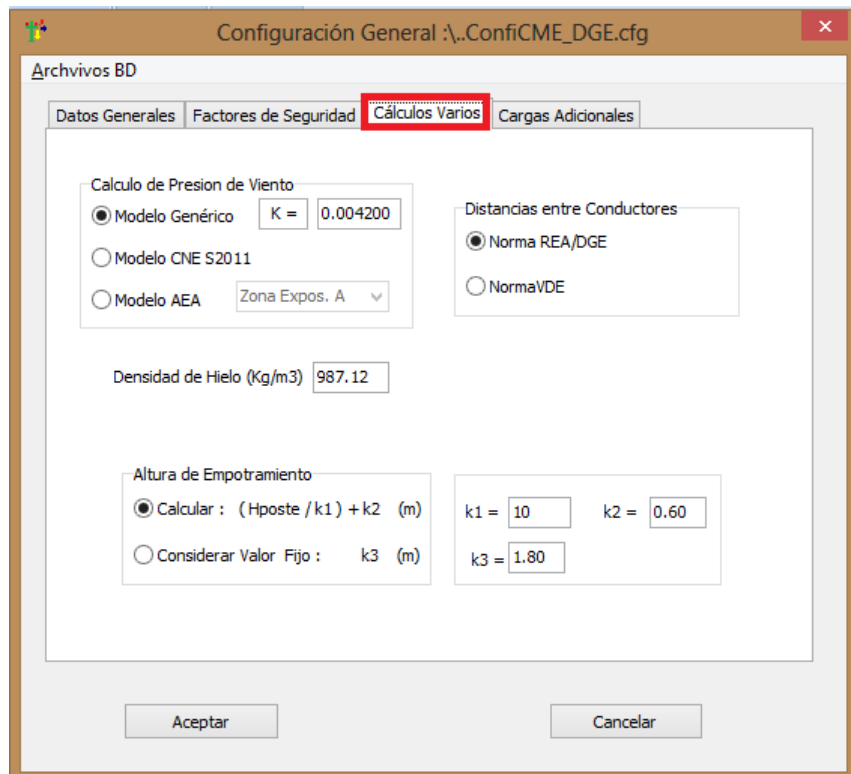 Configuración General :\..ConfiCME_DGE.cfg
Archvivos BD
Datos Generales Factores de Seguridad Cálculos Varios Cargas Adicionales
Calculo de Presion de Viento
Modelo Genérico K = 0.004200
Modelo CNE S2011
Modelo AEA Zona Expos. A
Distancias entre Conductores
Norma REA/DGE
NormaVDE
Densidad de Hielo (Kg/m3) 987.12
Altura de Empotramiento
Calcular : (Hposte /k1) +k2 (m)
Considerar Valor Fijo : k3 (m)
k1 = 10 k2 = 0.60
k3 = 1.80
Aceptar Cancelar